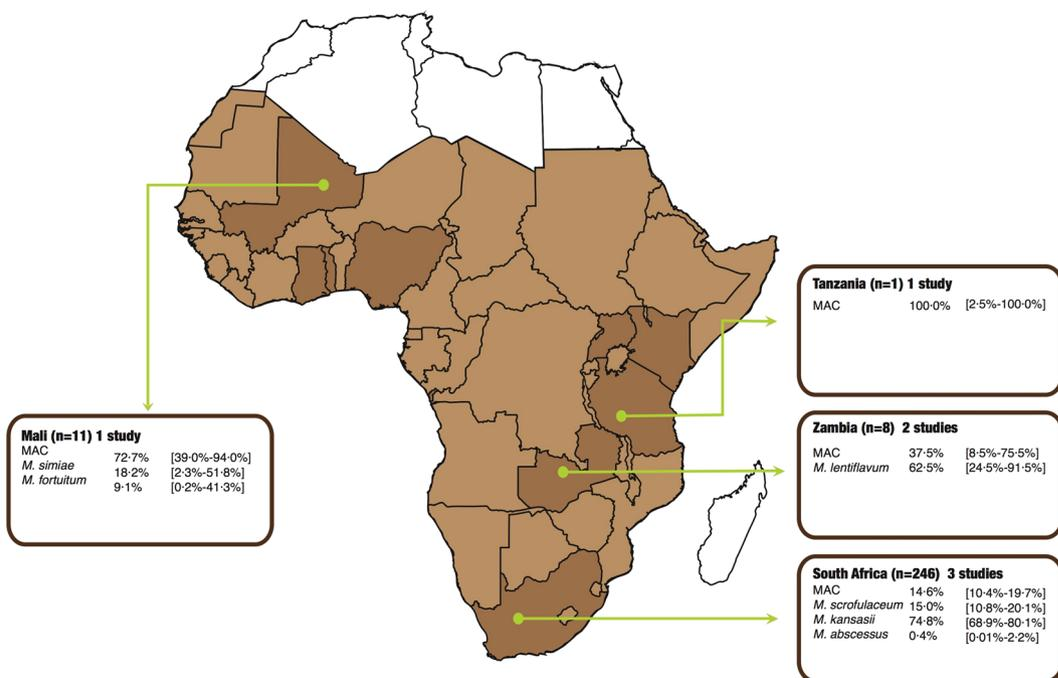 Tanzania (n=1) 1 study
MAC 100·0% [2·5%-100·0%]
Mali (n=11) 1 study
MAC 72·7% [39·0%-94·0%]
M. simiae 18·2% [2·3%-51·8%]
M. fortuitum 9·1% [0·2%-41·3%]
Zambia (n=8) 2 studies
MAC 37·5% [8·5%-75·5%]
M. lentiflavum 62·5% [24·5%-91·5%]
South Africa (n=246) 3 studies
MAC 14·6% [10·4%-19·7%]
M. scrofulaceum 15·0% [10·8%-20·1%]
M. kansasii 74·8% [68·9%-80·1%]
M. abscessus 0·4% [0·01%-2·2%]